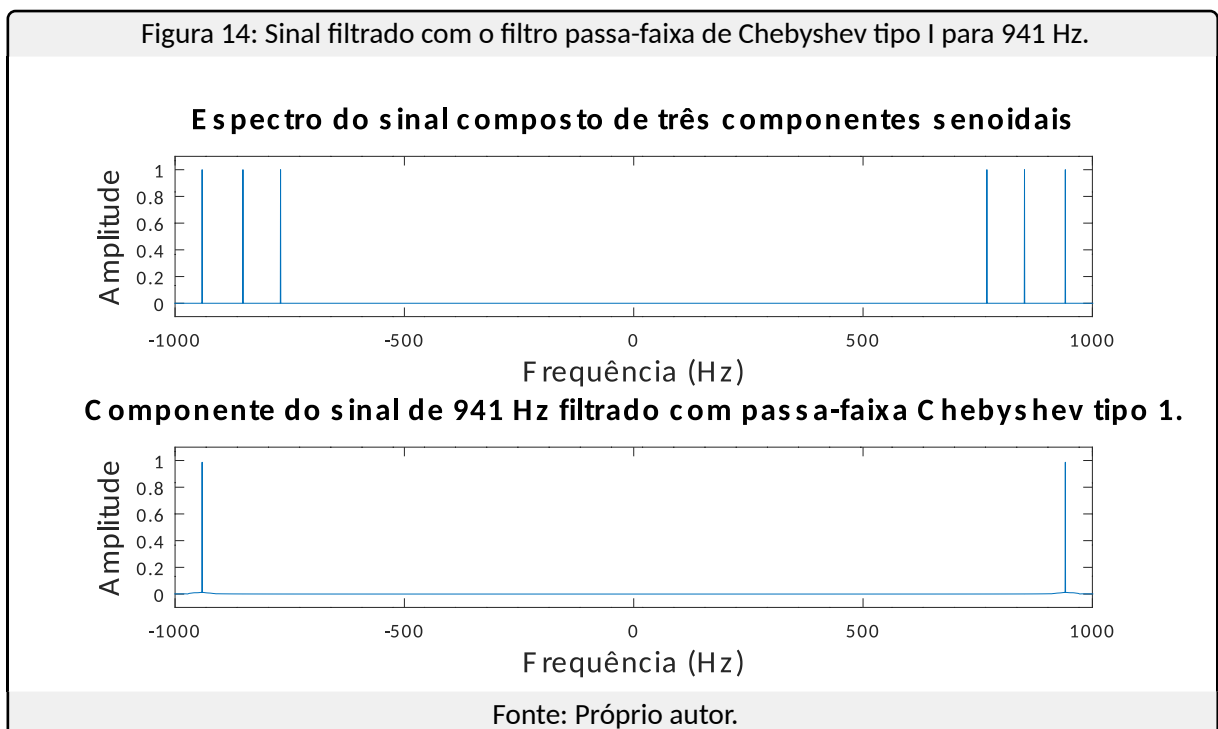 Figura 14: Sinal filtrado com o filtro passa-faixa de Chebyshev tipo I para 941 Hz.
Espectro do sinal composto de três componentes senoidais
Amplitude
1
0.8
0.6
0.4
0.2
0
-1000 -500 0 500 1000
Frequência (Hz)
Componente do sinal de 941 Hz filtrado com passa-faixa Chebyshev tipo 1.
Amplitude
1
0.8
0.6
0.4
0.2
0
-1000 -500 0 500 1000
Frequência (Hz)
Fonte: Próprio autor.